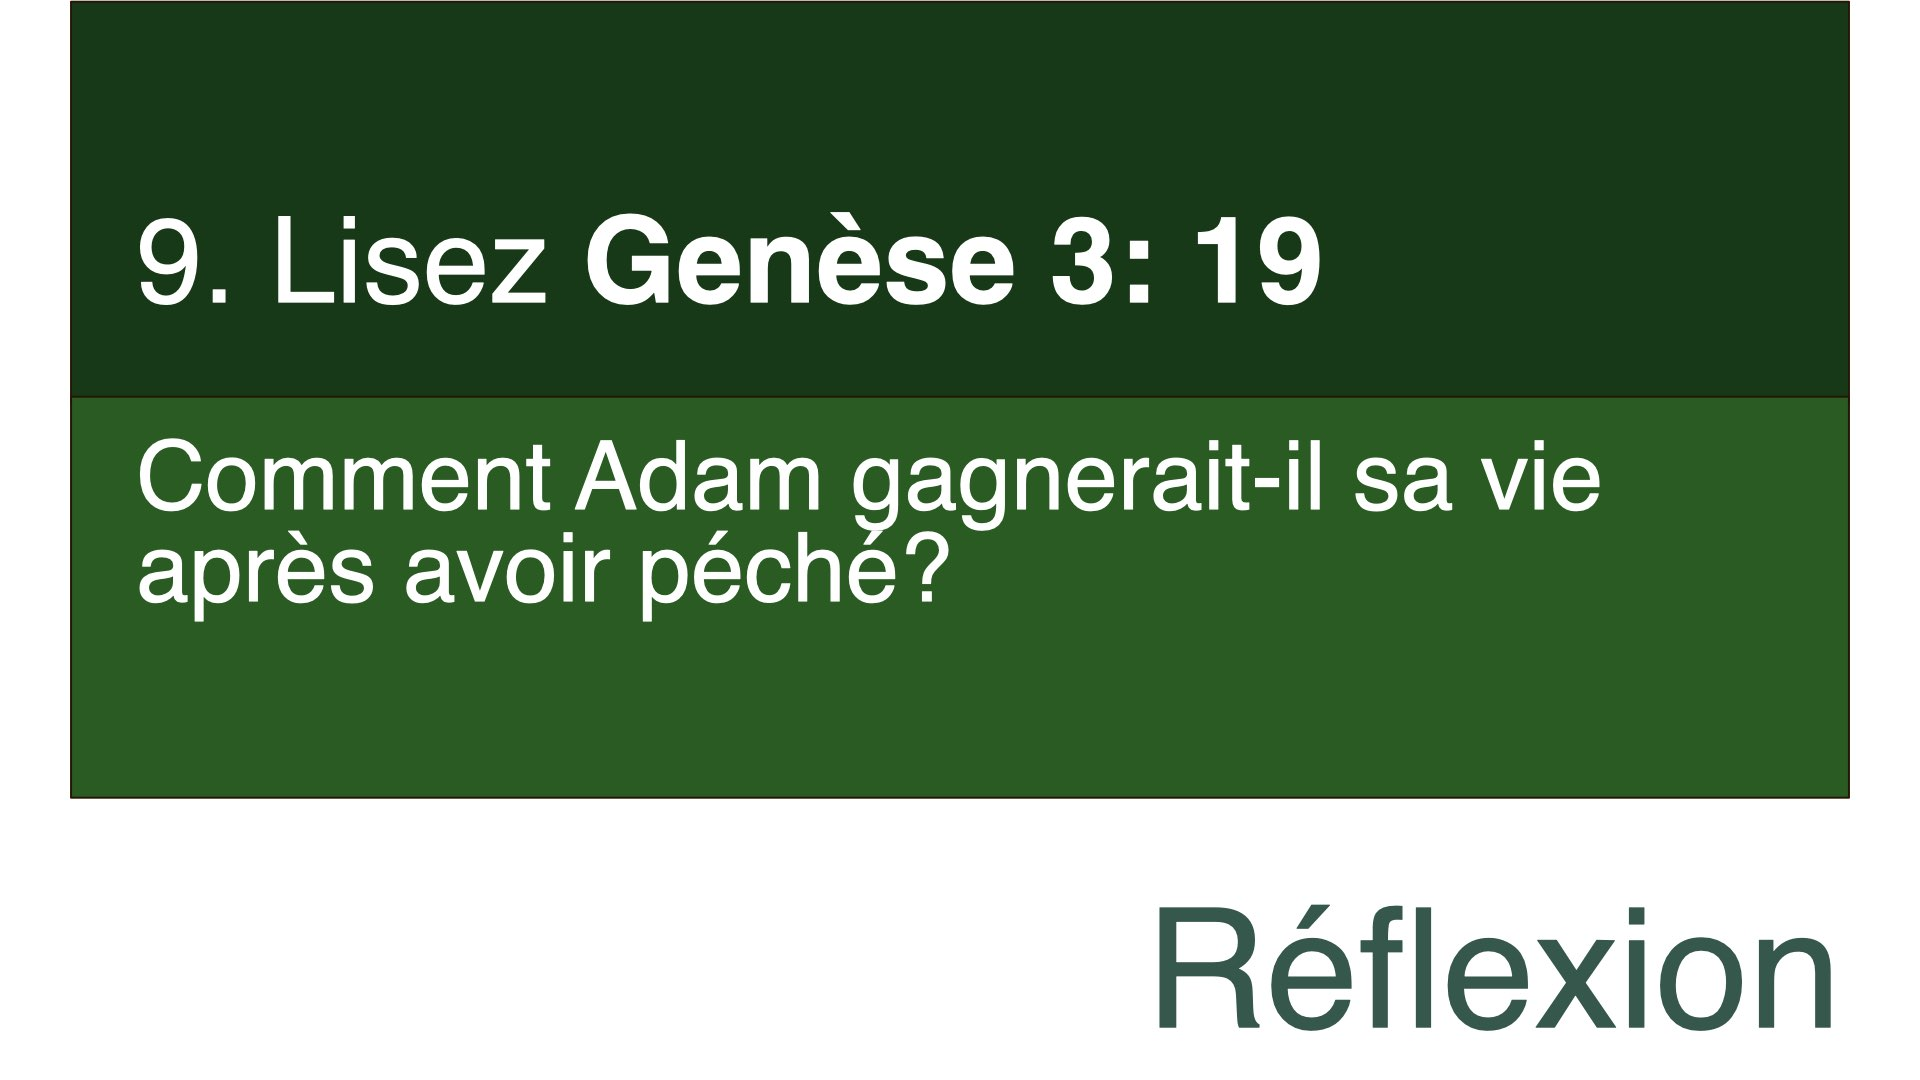 9. Lisez Genèse 3: 19
Comment Adam gagnerait-il sa vie
après avoir péché?
Réflexion